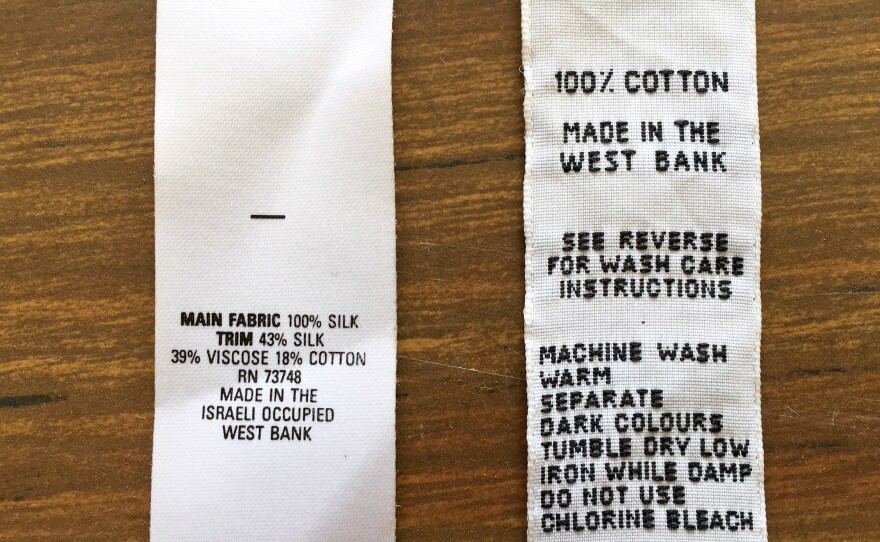 MAIN FABRIC 100% SILK
TRIM 43% SILK
39% VISCOSE 18% COTTON
RN 73748
MADE IN THE
ISRAELI OCCUPIED
WEST BANK
100% COTTON
MADE IN THE
WEST BANK
SEE REVERSE
FOR WASH CARE
INSTRUCTIONS
MACHINE WASH
WARM
SEPARATE
DARK COLOURS
TUMBLE DRY LOW
IRON WHILE DAMP
DO NOT USE
CHLORINE BLEACH